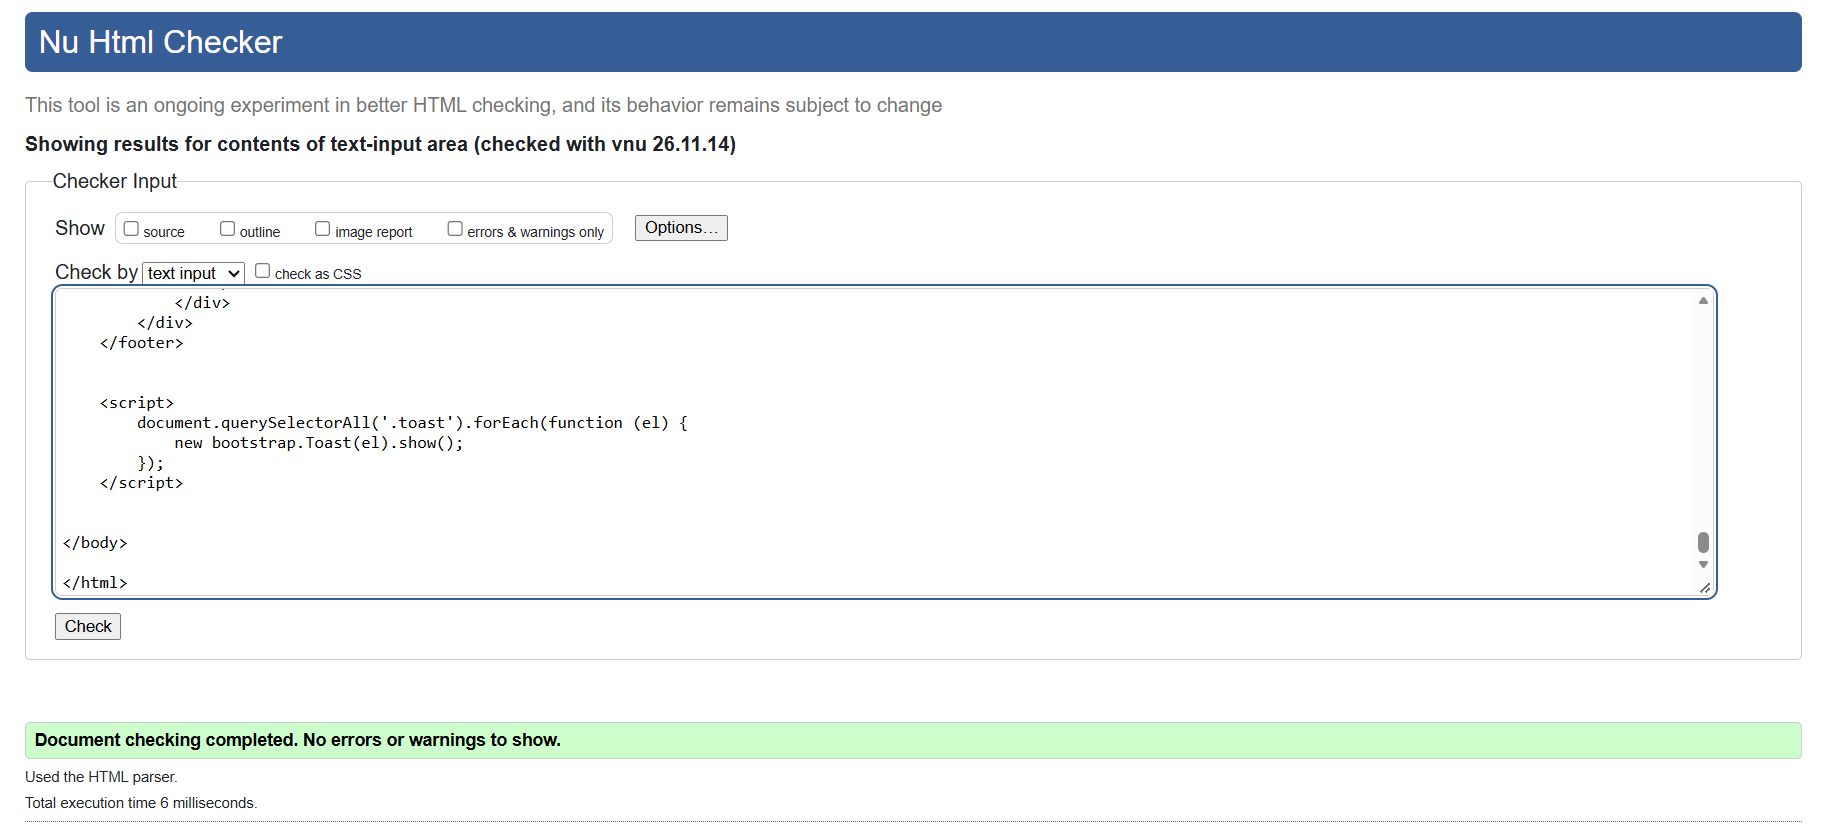 Nu Html Checker
This tool is an ongoing experiment in better HTML checking, and its behavior remains subject to change
Showing results for contents of text-input area (checked with vnu 26.11.14)
Checker Input
Show source outline image report errors & warnings only Options...
Check by text input check as CSS
</div>
</div>
</footer>
<script>
document.querySelectorAll('.toast').forEach(function (el) {
new bootstrap.Toast(el).show();
});
</script>
</body>
</html>
Check
Document checking completed. No errors or warnings to show.
Used the HTML parser.
Total execution time 6 milliseconds.